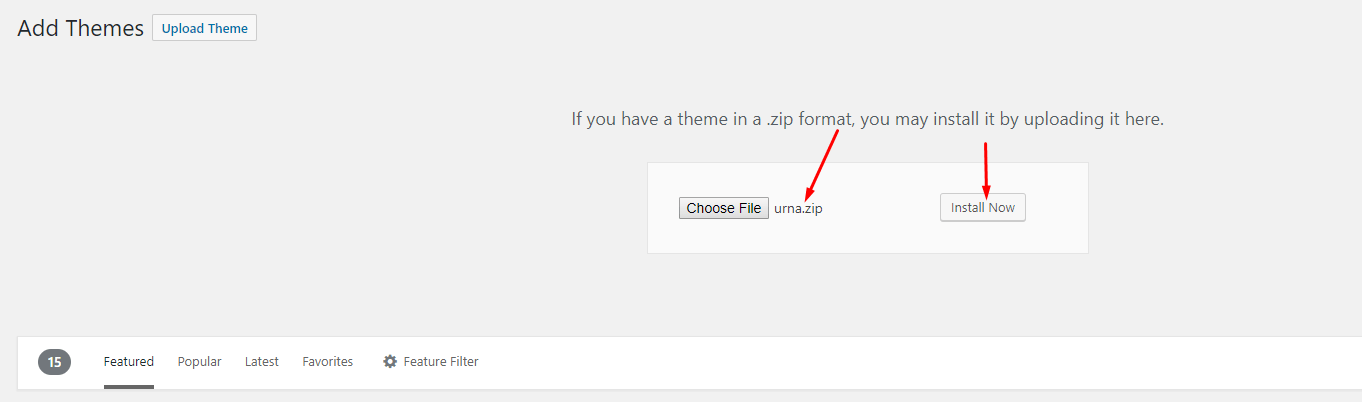 Add Themes Upload Theme
If you have a theme in a .zip format, you may install it by uploading it here.
Choose File urna.zip Install Now
15 Featured Popular Latest Favorites Feature Filter